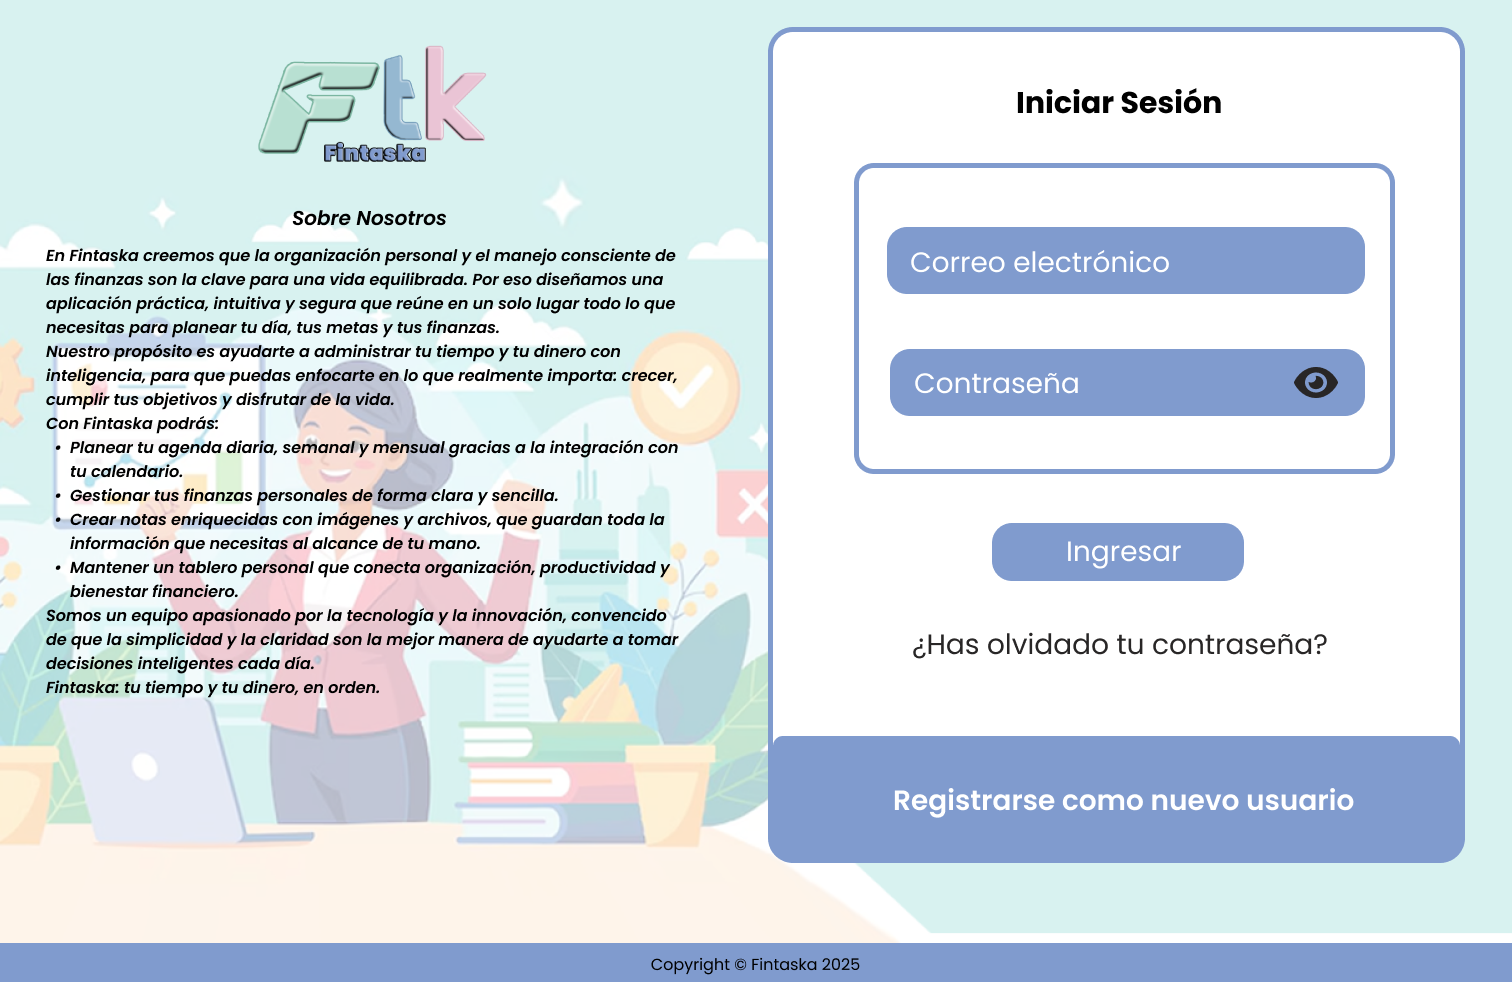 Ftk
Fintaska
Sobre Nosotros
En Fintaska creemos que la organización personal y el manejo consciente de
las finanzas son la clave para una vida equilibrada. Por eso diseñamos una
aplicación práctica, intuitiva y segura que reúne en un solo lugar todo lo que
necesitas para planear tu día, tus metas y tus finanzas.
Nuestro propósito es ayudarte a administrar tu tiempo y tu dinero con
inteligencia, para que puedas enfocarte en lo que realmente importa: crecer,
cumplir tus objetivos y disfrutar de la vida.
Con Fintaska podrás:
• Planear tu agenda diaria, semanal y mensual gracias a la integración con
tu calendario.
• Gestionar tus finanzas personales de forma clara y sencilla.
• Crear notas enriquecidas con imágenes y archivos, que guardan toda la
información que necesitas al alcance de tu mano.
• Mantener un tablero personal que conecta organización, productividad y
bienestar financiero.
Somos un equipo apasionado por la tecnología y la innovación, convencido
de que la simplicidad y la claridad son la mejor manera de ayudarte a tomar
decisiones inteligentes cada día.
Fintaska: tu tiempo y tu dinero, en orden.
Iniciar Sesión
Correo electrónico
Contraseña
Ingresar
¿Has olvidado tu contraseña?
Registrarse como nuevo usuario
Copyright © Fintaska 2025